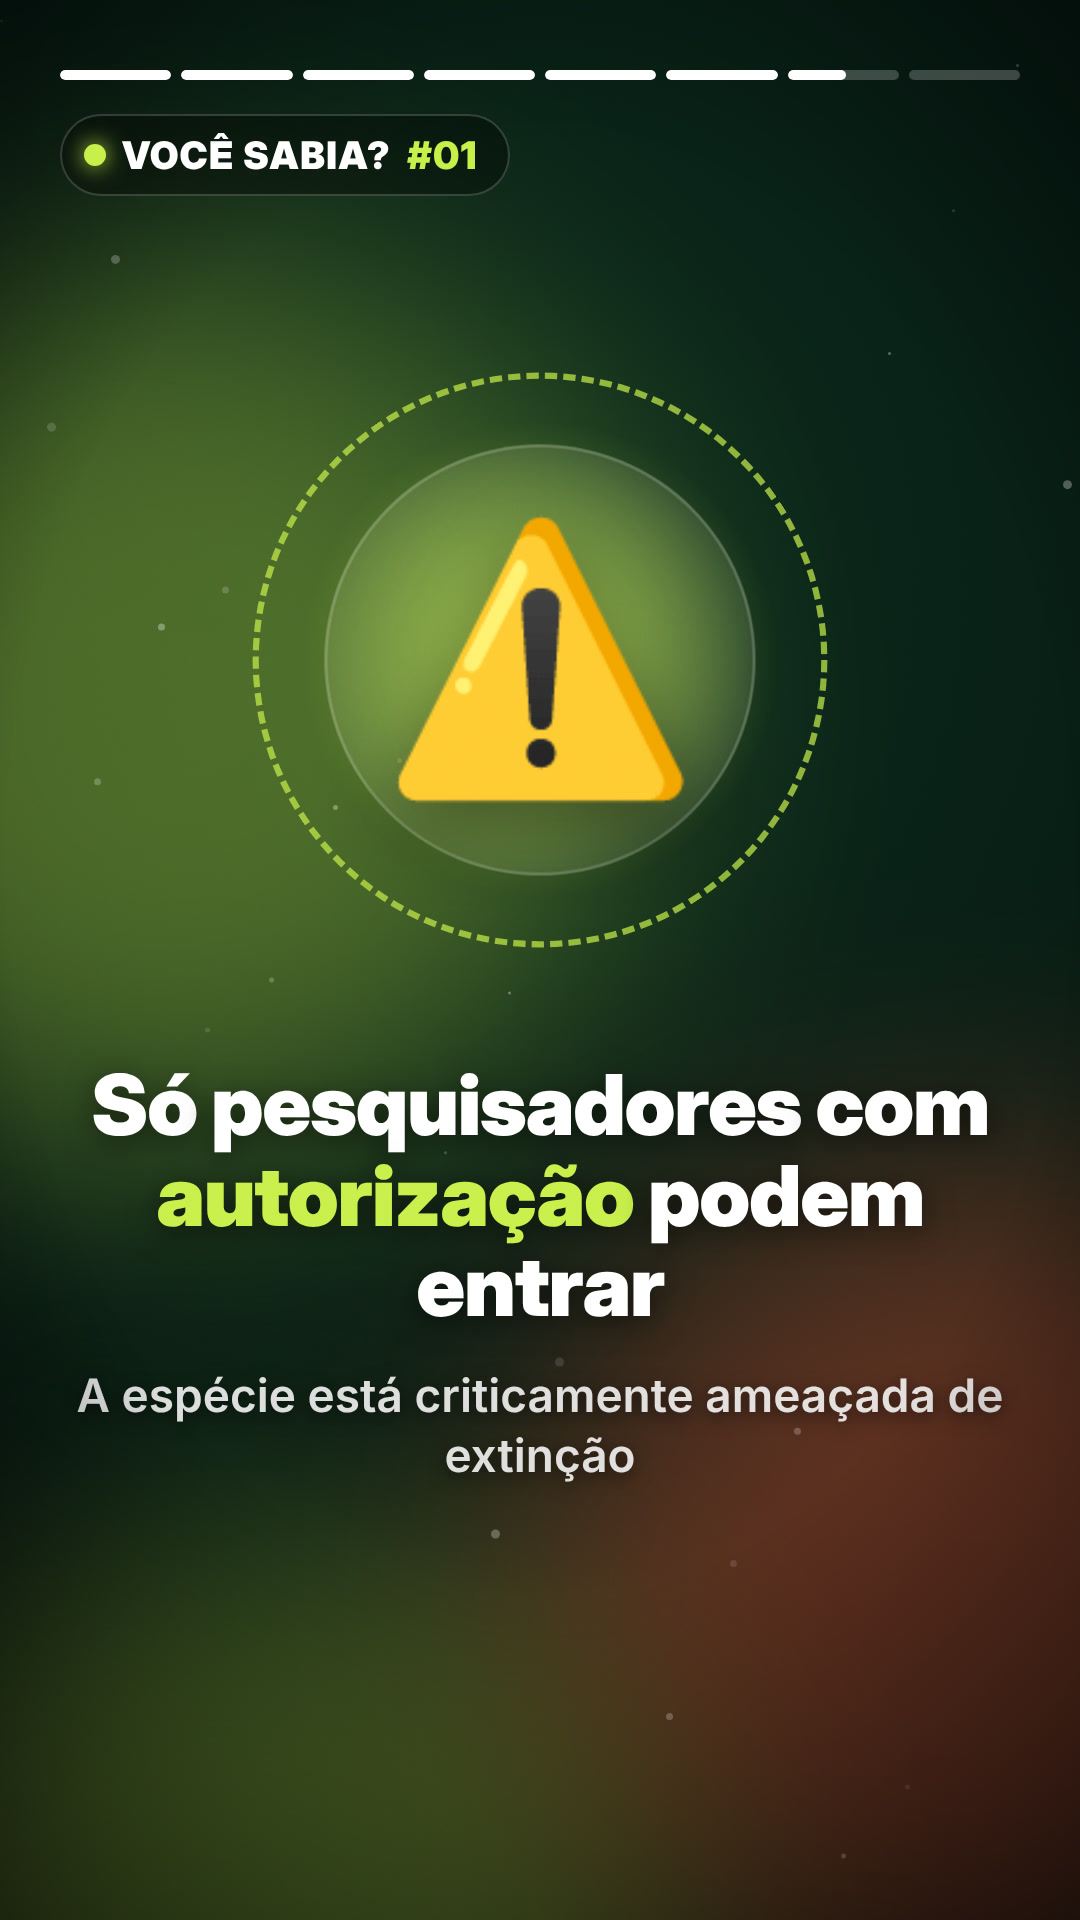 VOCÊ SABIA? #01
Só pesquisadores com
autorização podem
entrar
A espécie está criticamente ameaçada de
extinção